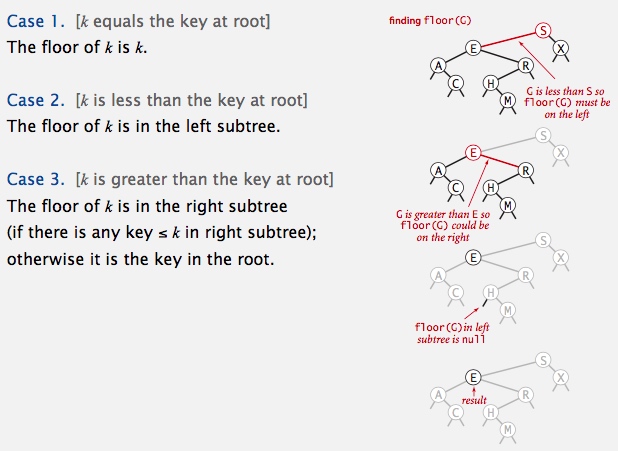 Case 1. [k equals the key at root]
The floor of k is k.
Case 2. [k is less than the key at root]
The floor of k is in the left subtree.
Case 3. [k is greater than the key at root]
The floor of k is in the right subtree
(if there is any key ≤ k in right subtree);
otherwise it is the key in the root.
finding floor(G)
S
E
X
A
R
C
H
M
G is less than S so
floor(G) must be
on the left
S
X
E
A
R
C
H
M
G is greater than E so
floor(G) could be
on the right
S
E
X
A
R
C
H
M
floor(G) in left
subtree is null
S
E
X
A
R
result
C
H
M